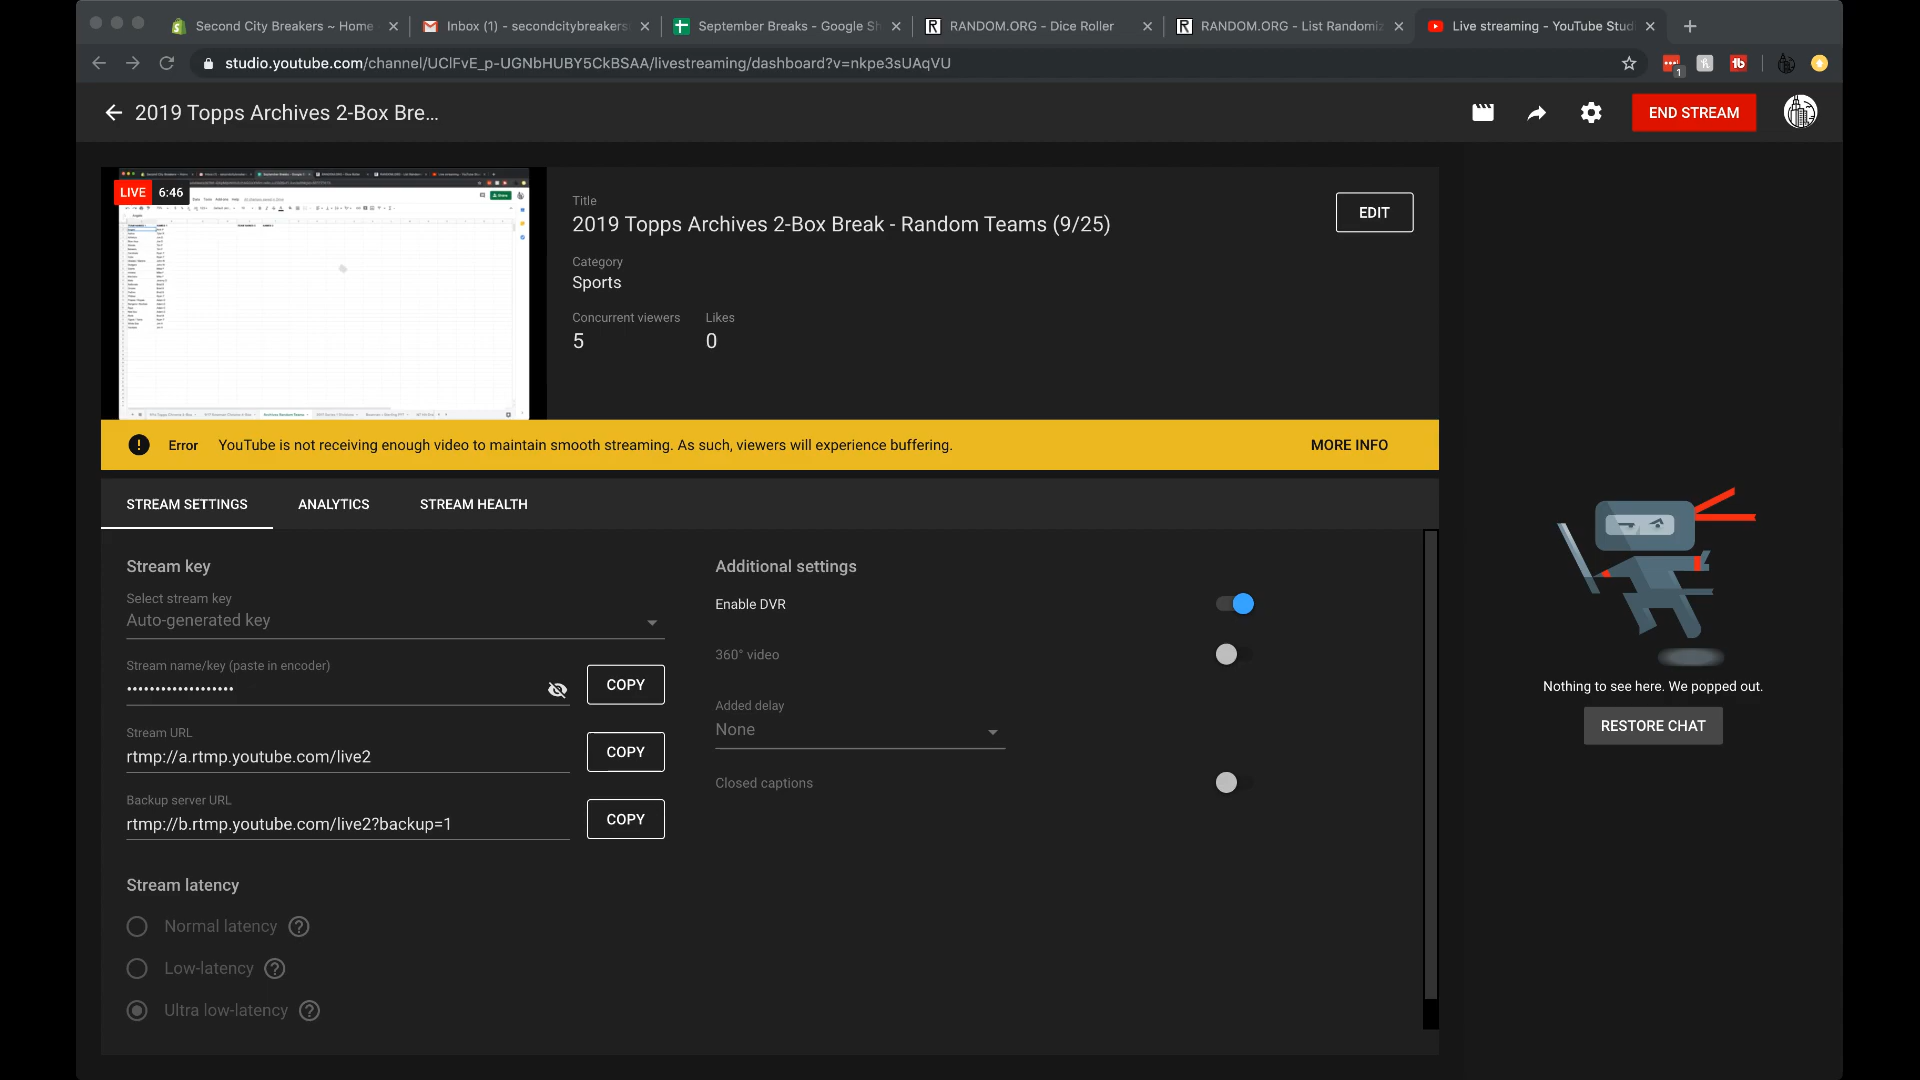 Second City Breakers ~ Home
Inbox (1) - secondcitybreakers
September Breaks - Google Sh
RANDOM.ORG - Dice Roller
RANDOM.ORG - List Randomiz
Live streaming - YouTube Studi
studio.youtube.com/channel/UClFvE_p-UGNbHUBY5CkBSAA/livestreaming/dashboard?v=nkpe3sUAqVU
1
2019 Topps Archives 2-Box Bre...
END STREAM
LIVE 6:46
Title
2019 Topps Archives 2-Box Break - Random Teams (9/25)
EDIT
Category
Sports
Concurrent viewers
Likes
5
0
Error
YouTube is not receiving enough video to maintain smooth streaming. As such, viewers will experience buffering.
MORE INFO
STREAM SETTINGS
ANALYTICS
STREAM HEALTH
Stream key
Select stream key
Auto-generated key
Stream name/key (paste in encoder)
•••••••••••••••••••
COPY
Stream URL
rtmp://a.rtmp.youtube.com/live2
COPY
Backup server URL
rtmp://b.rtmp.youtube.com/live2?backup=1
COPY
Stream latency
Normal latency
Low-latency
Ultra low-latency
Additional settings
Enable DVR
360° video
Added delay
None
Closed captions
Nothing to see here. We popped out.
RESTORE CHAT